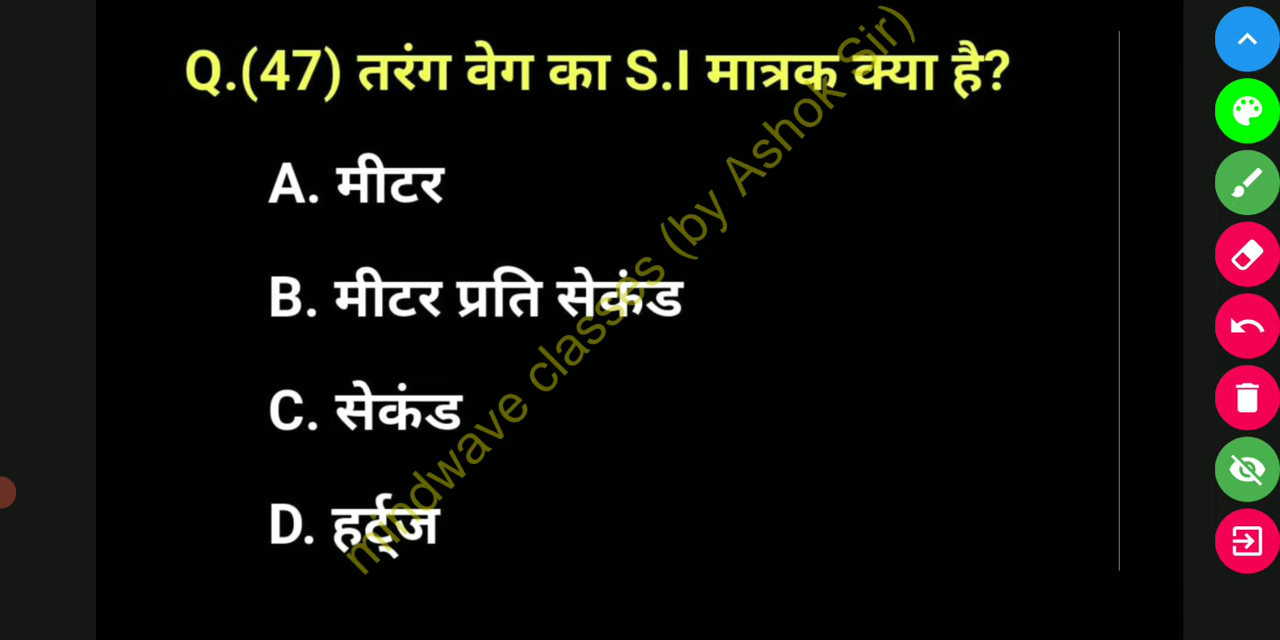 Q.(47) तरंग वेग का S.I मात्रक क्या है?
A. मीटर
B. मीटर प्रति सेकंड
C. सेकंड
D. हर्ट्ज
mindwave classes (by Ashok Sir)